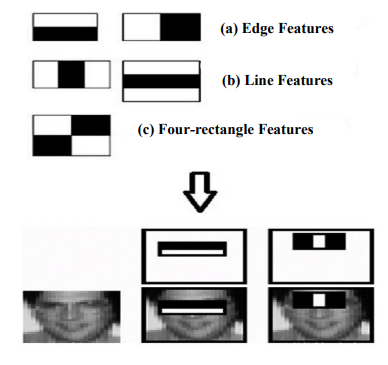 (a) Edge Features
(b) Line Features
(c) Four-rectangle Features